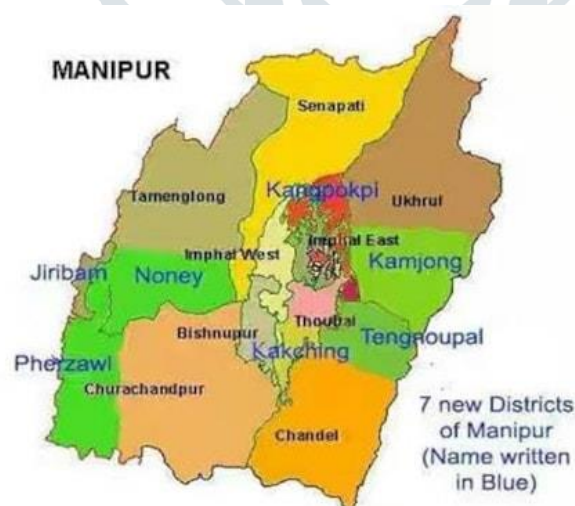 MANIPUR
Senapati
Kangpokpi
Tamenglong
Ukhrul
Imphal East
Imphal West
Kamjong
Jiribam
Noney
Thoubal
Bishnupur
Tengnoupal
Kakching
Pherzawl
Churachandpur
7 new Districts
of Manipur
(Name written
in Blue)
Chandel